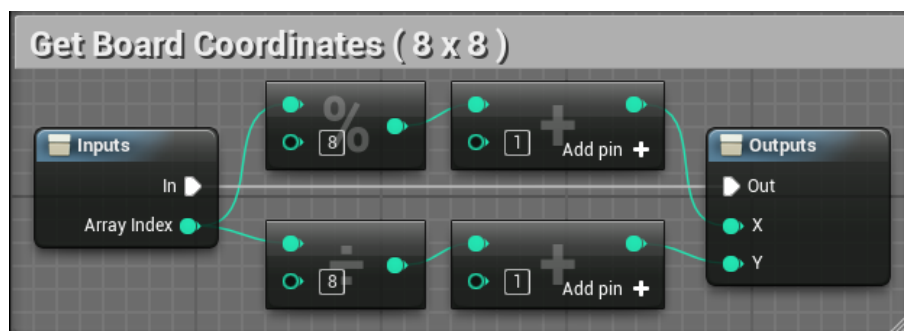 Get Board Coordinates ( 8 x 8 )
%
8
+
1
Add pin +
Inputs
In
Array Index
Outputs
Out
X
Y
÷
8
+
1
Add pin +